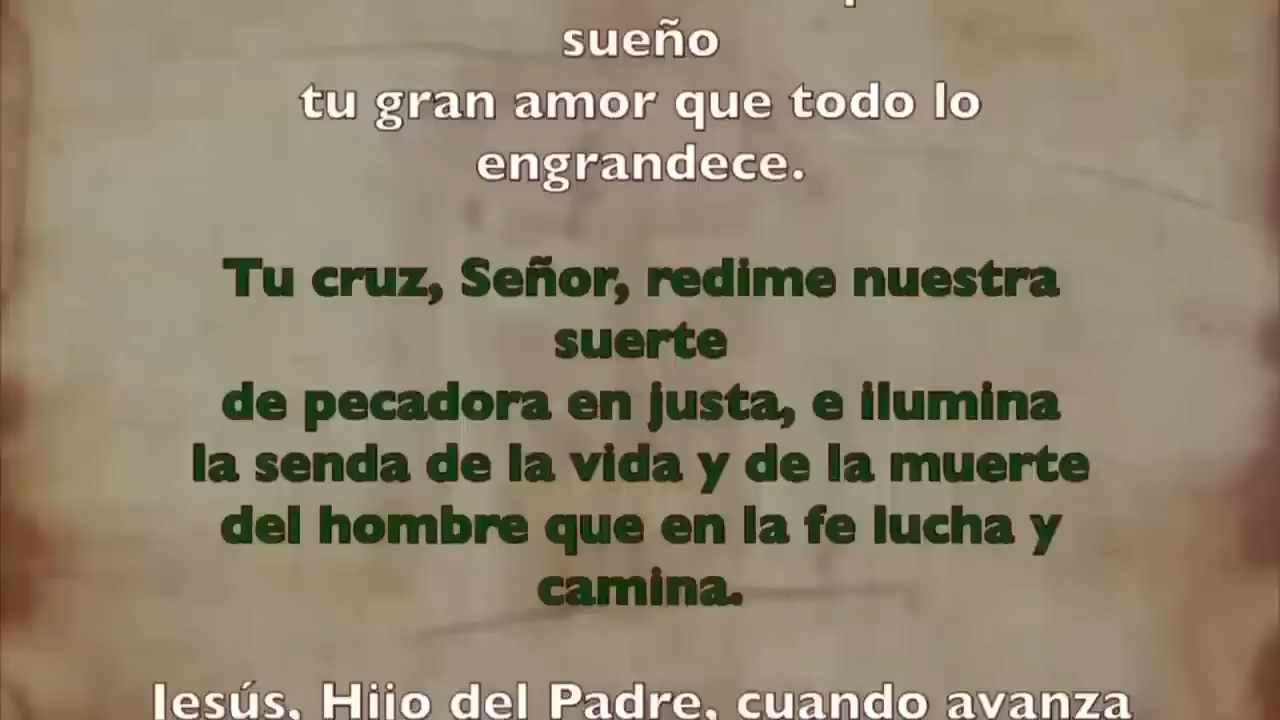 sueño
tu gran amor que todo lo
engrandece.
Tu cruz, Señor, redime nuestra
suerte
de pecadora en justa, e ilumina
la senda de la vida y de la muerte
del hombre que en la fe lucha y
camina.
Jesús, Hijo del Padre, cuando avanza